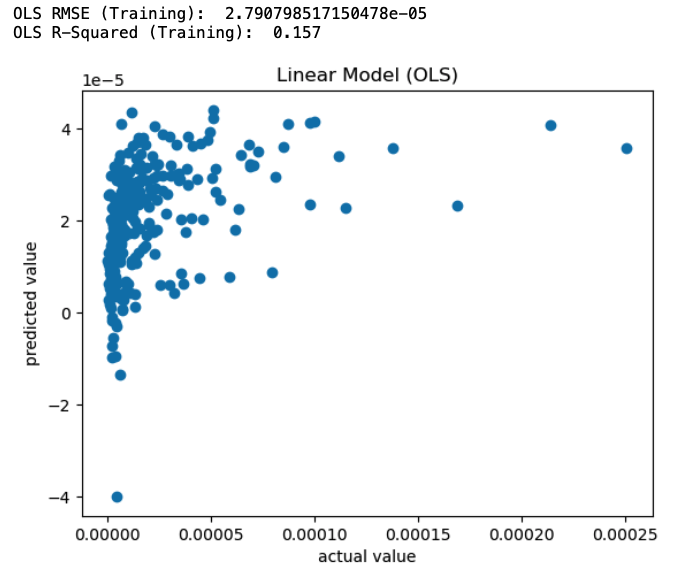 OLS RMSE (Training):  2.790798517150478e-05
OLS R-Squared (Training):  0.157
Linear Model (OLS)
1e−5
4
2
0
−2
−4
predicted value
0.00000 0.00005 0.00010 0.00015 0.00020 0.00025
actual value